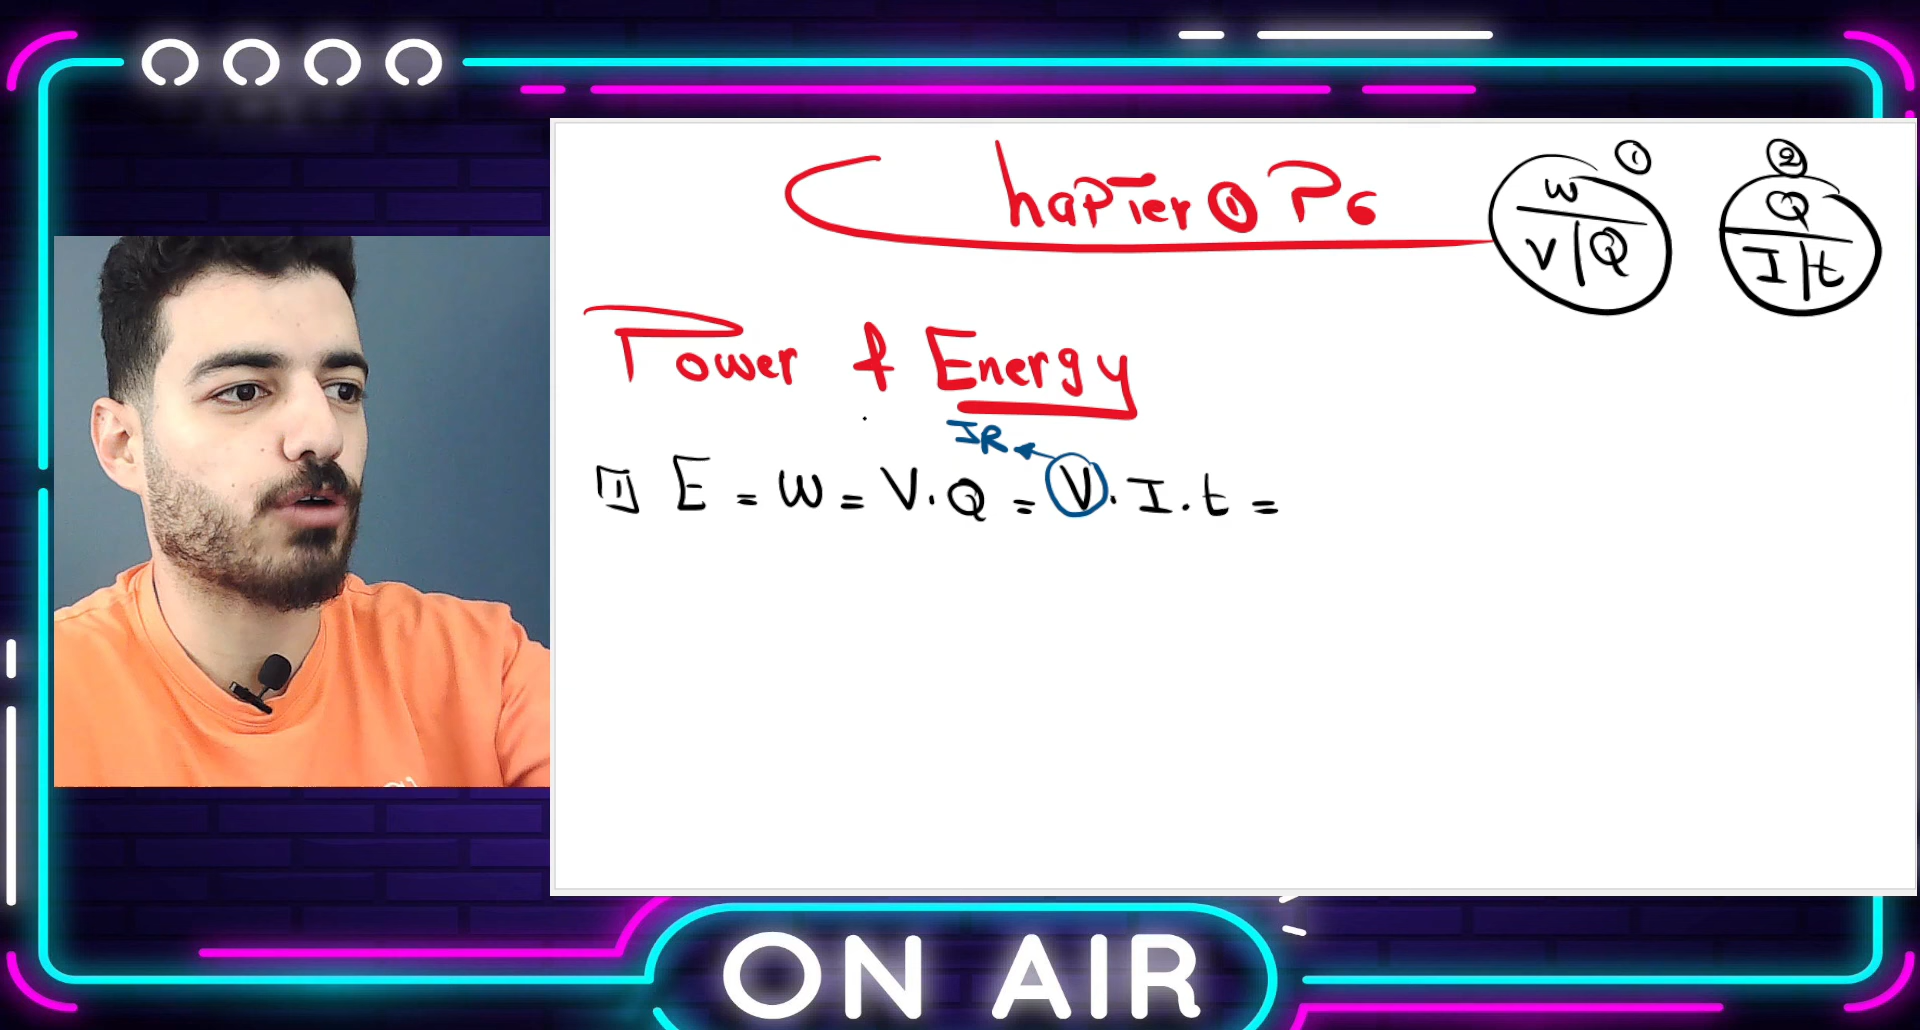 Chapter ① P6
①
w
V | Q
②
Q
I | t
Power & Energy
IR
1 E = W = V . Q = V . I . t =
ON AIR